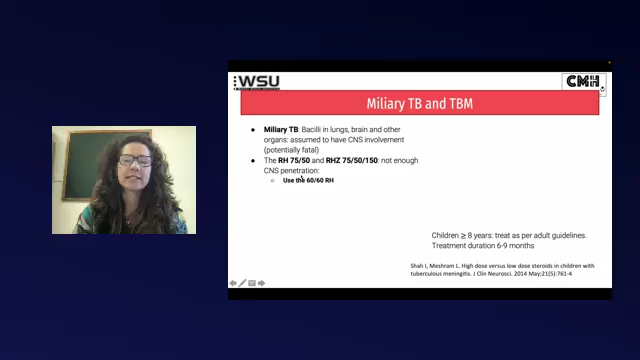 WSU
CMH
Miliary TB and TBM
● Miliary TB: Bacilli in lungs, brain and other
organs: assumed to have CNS involvement
(potentially fatal)
● The RH 75/50 and RHZ 75/50/150: not enough
CNS penetration:
○ Use the 60/60 RH
Children ≥ 8 years: treat as per adult guidelines.
Treatment duration 6-9 months
Shah I, Meshram L. High dose versus low dose steroids in children with
tuberculous meningitis. J Clin Neurosci. 2014 May;21(5):761-4